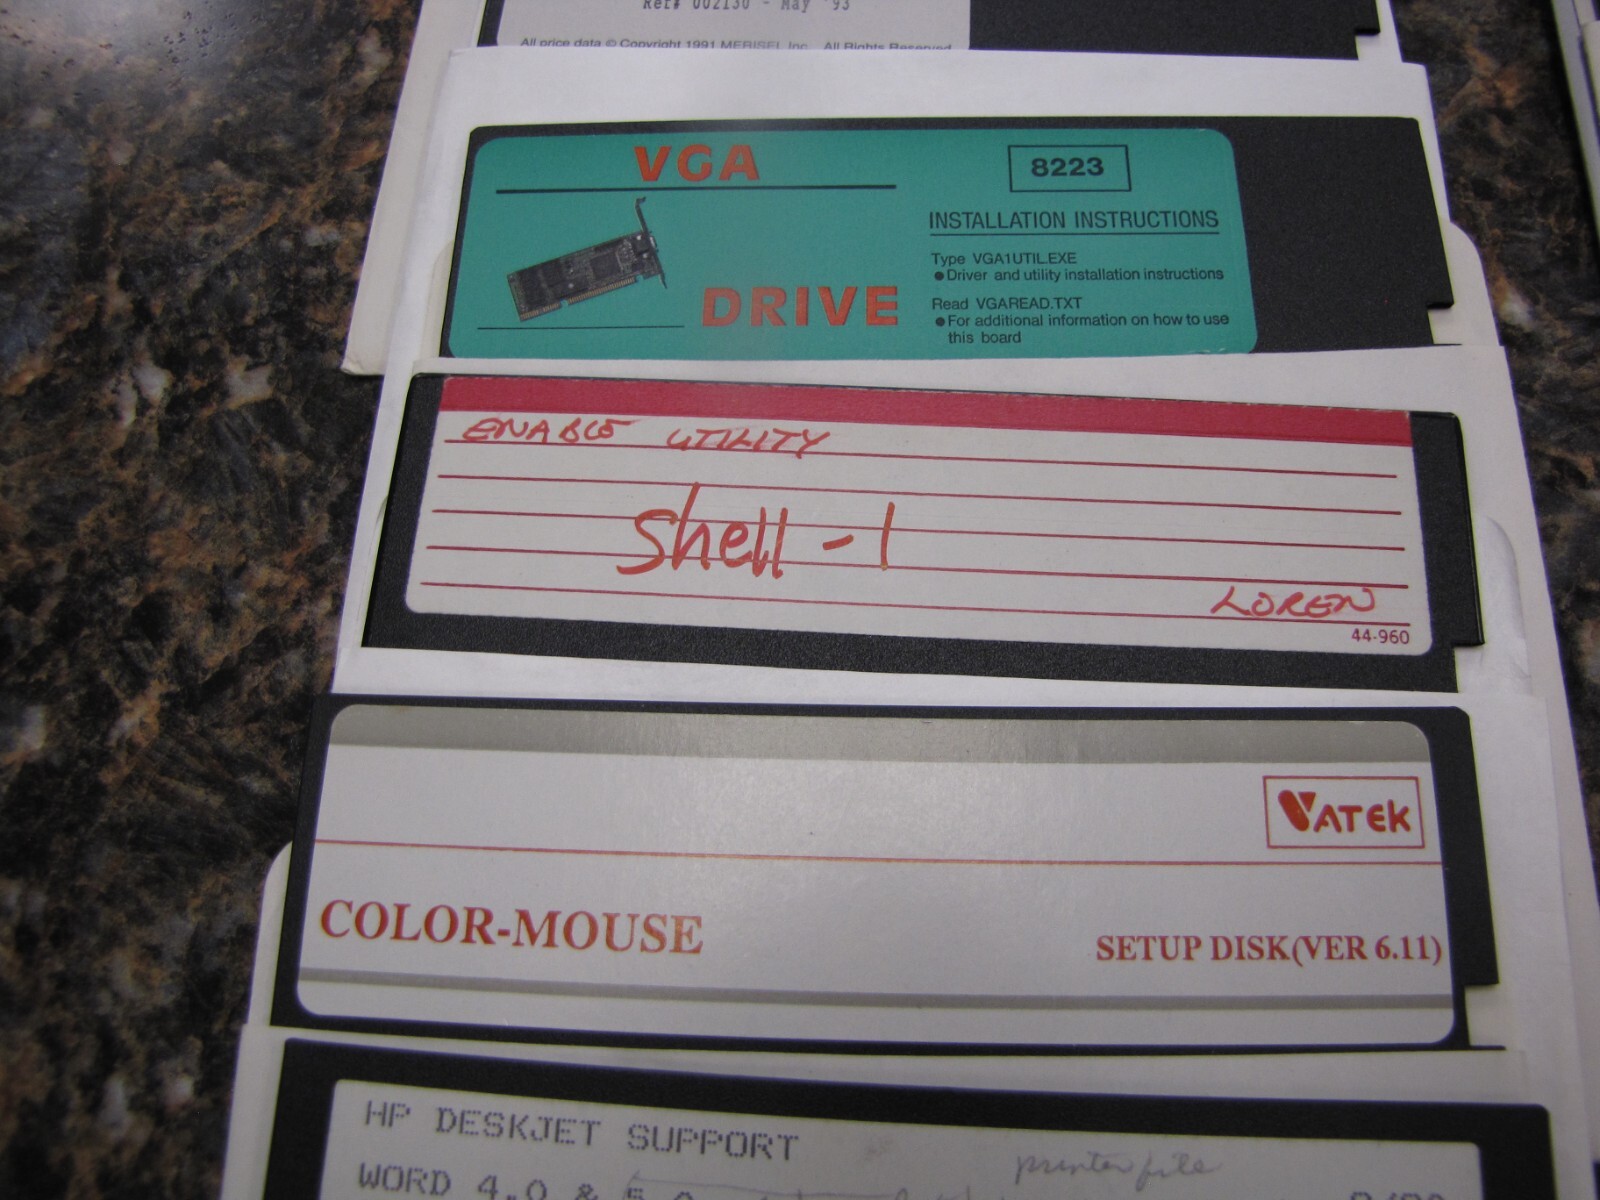 Ref# 002130 - May '93
All price data © Copyright 1991 MERISEL Inc. All Rights Reserved
VGA
DRIVE
8223
INSTALLATION INSTRUCTIONS
Type VGA1UTIL.EXE
● Driver and utility installation instructions
Read VGAREAD.TXT
● For additional information on how to use
this board
ENABLE UTILITY
Shell-1
LOREN
44-960
VATEK
COLOR-MOUSE
SETUP DISK(VER 6.11)
HP DESKJET SUPPORT
printer file
WORD 4.0 & 5.0